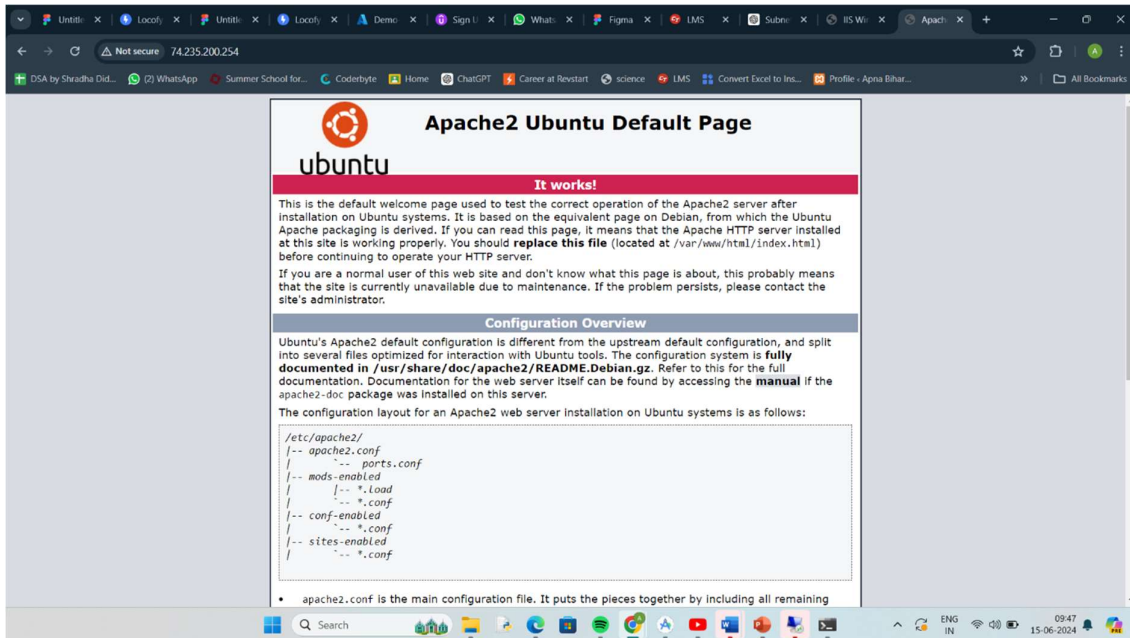 Untitle
Locofy
Untitle
Locofy
Demo
Sign U
Whats
Figma
LMS
Subne
IIS Wi
Apach
Not secure 74.235.200.254
DSA by Shradha Did...
(2) WhatsApp
Summer School for...
Coderbyte
Home
ChatGPT
Career at Revstart
science
LMS
Convert Excel to Ins...
Profile - Apna Bihar...
»
All Bookmarks
ubuntu
Apache2 Ubuntu Default Page
It works!
This is the default welcome page used to test the correct operation of the Apache2 server after
installation on Ubuntu systems. It is based on the equivalent page on Debian, from which the Ubuntu
Apache packaging is derived. If you can read this page, it means that the Apache HTTP server installed
at this site is working properly. You should replace this file (located at /var/www/html/index.html)
before continuing to operate your HTTP server.
If you are a normal user of this web site and don't know what this page is about, this probably means
that the site is currently unavailable due to maintenance. If the problem persists, please contact the
site's administrator.
Configuration Overview
Ubuntu's Apache2 default configuration is different from the upstream default configuration, and split
into several files optimized for interaction with Ubuntu tools. The configuration system is fully
documented in /usr/share/doc/apache2/README.Debian.gz. Refer to this for the full
documentation. Documentation for the web server itself can be found by accessing the manual if the
apache2-doc package was installed on this server.
The configuration layout for an Apache2 web server installation on Ubuntu systems is as follows:
/etc/apache2/
|-- apache2.conf
|       `--  ports.conf
|-- mods-enabled
|       |-- *.load
|       `-- *.conf
|-- conf-enabled
|       `-- *.conf
|-- sites-enabled
|       `-- *.conf
• apache2.conf is the main configuration file. It puts the pieces together by including all remaining
Search
ENG
IN
09:47
15-06-2024